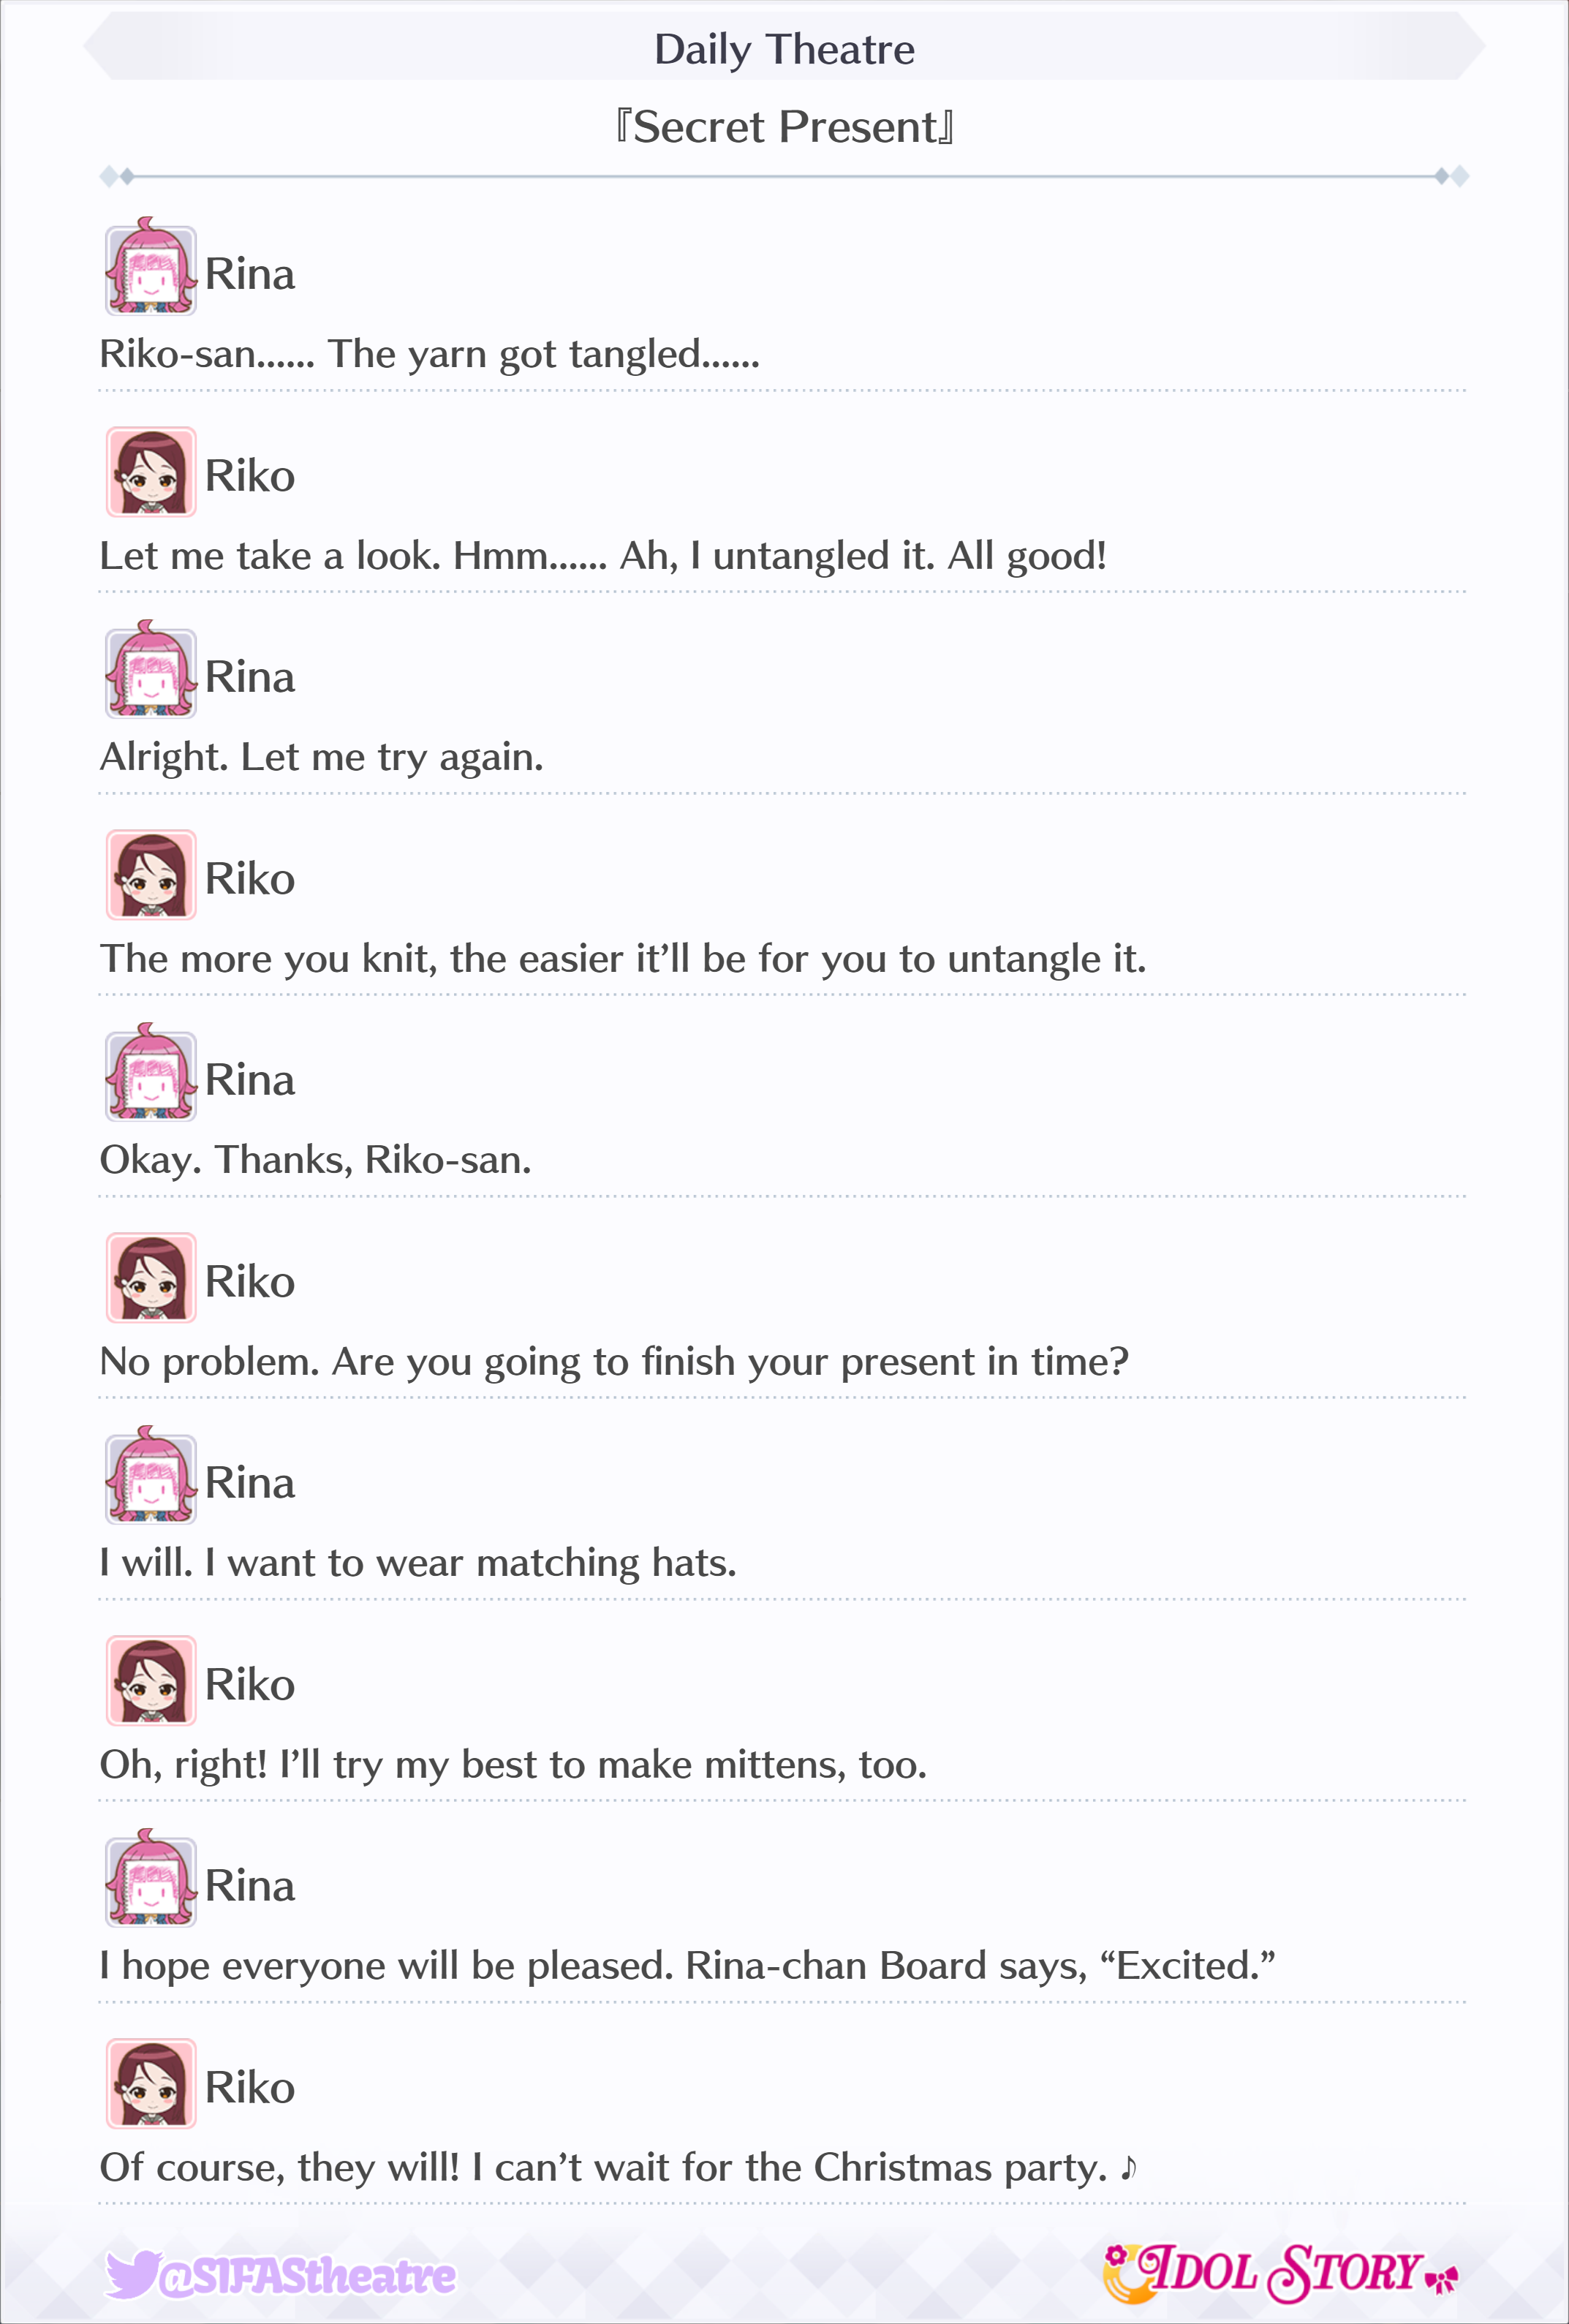 Daily Theatre
『Secret Present』
Rina
Riko-san...... The yarn got tangled......
Riko
Let me take a look. Hmm...... Ah, I untangled it. All good!
Rina
Alright. Let me try again.
Riko
The more you knit, the easier it’ll be for you to untangle it.
Rina
Okay. Thanks, Riko-san.
Riko
No problem. Are you going to finish your present in time?
Rina
I will. I want to wear matching hats.
Riko
Oh, right! I’ll try my best to make mittens, too.
Rina
I hope everyone will be pleased. Rina-chan Board says, “Excited.”
Riko
Of course, they will! I can’t wait for the Christmas party. ♪
@SIFAStheatre
IDOL STORY